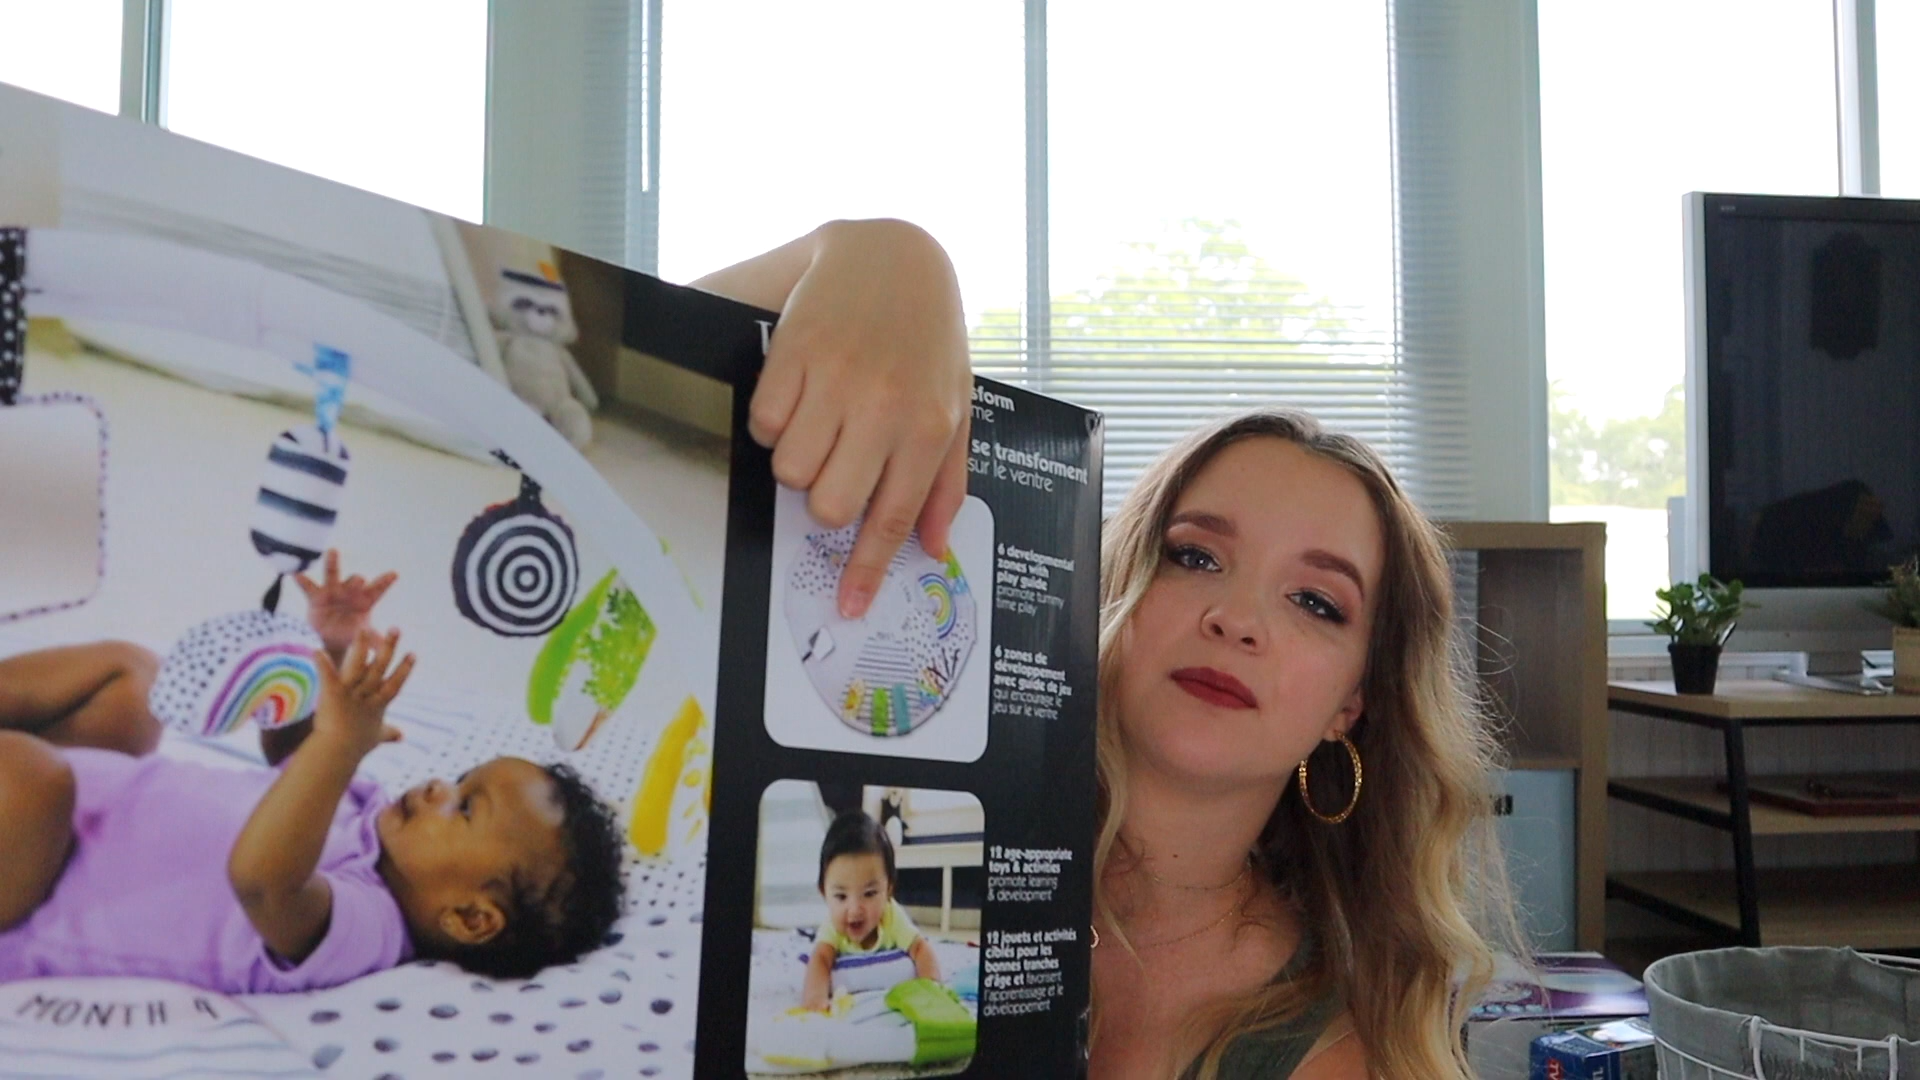 MONTH 4
sform
me
se transforment
sur le ventre
6 developmental
zones with
play guide
promote tummy
time play
6 zones de
développement
avec guide de jeu
qui encourage le
jeu sur le ventre
12 age-appropriate
toys & activities
promote learning
& development
12 jouets et activités
ciblés pour les
bonnes tranches
d'âge et favorisent
l'apprentissage et le
développement